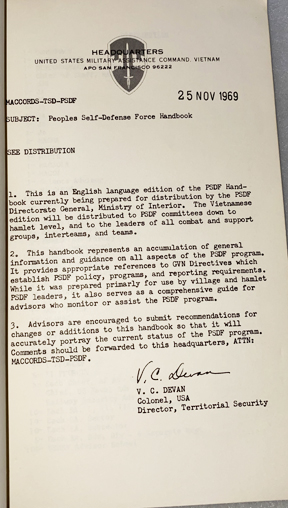 HEADQUARTERS
UNITED STATES MILITARY ASSISTANCE COMMAND, VIETNAM
APO SAN FRANCISCO 96222
MACCORDS-TSD-PSDF
25 NOV 1969
SUBJECT: Peoples Self-Defense Force Handbook
SEE DISTRIBUTION
1. This is an English language edition of the PSDF Hand-
book currently being prepared for distribution by the PSDF
Directorate General, Ministry of Interior. The Vietnamese
edition will be distributed to PSDF committees down to
hamlet level, and to the leaders of all combat and support
groups, interteams, and teams.
2. This handbook represents an accumulation of general
information and guidance on all aspects of the PSDF program.
It provides appropriate references to GVN Directives which
establish PSDF policy, programs, and reporting requirements.
While it was prepared primarily for use by village and hamlet
PSDF leaders, it also serves as a comprehensive guide for
advisors who monitor or assist the PSDF program.
3. Advisors are encouraged to submit recommendations for
changes or additions to this handbook so that it will
accurately portray the current status of the PSDF program.
Comments should be forwarded to this headquarters, ATTN:
MACCORDS-TSD-PSDF.
V. C. Devan
V. C. DEVAN
Colonel, USA
Director, Territorial Security